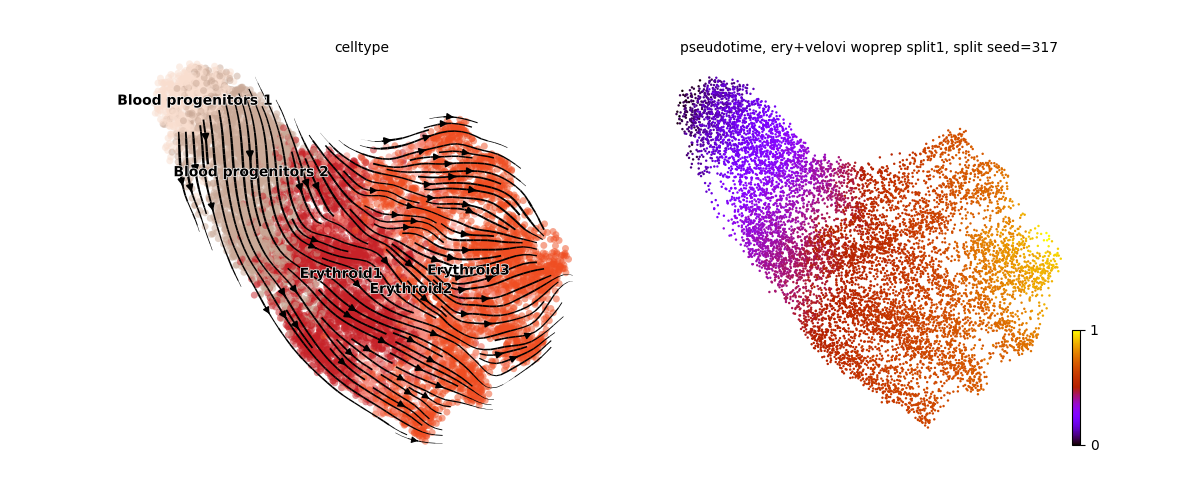 celltype
pseudotime, ery+velovi woprep split1, split seed=317
Blood progenitors 1
Blood progenitors 2
Erythroid1
Erythroid3
Erythroid2
1
0